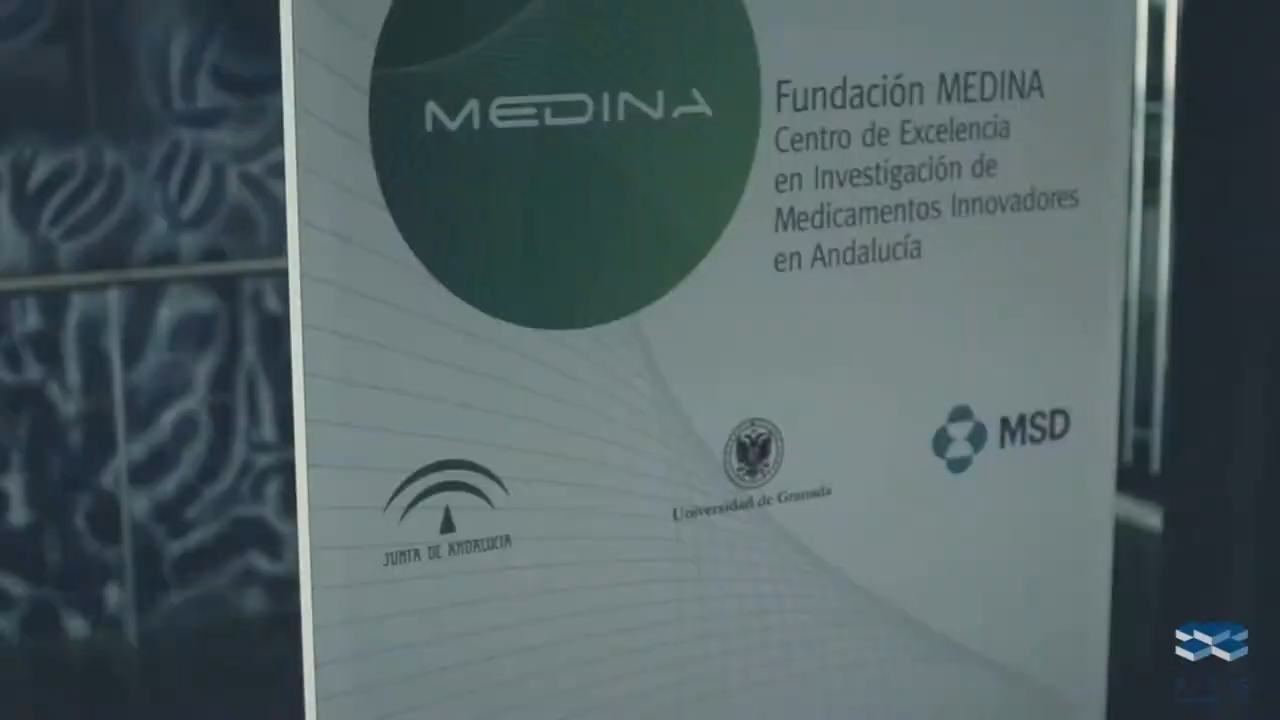 MEDINA
Fundación MEDINA
Centro de Excelencia
en Investigación de
Medicamentos Innovadores
en Andalucía
JUNTA DE ANDALUCIA
Universidad de Granada
MSD